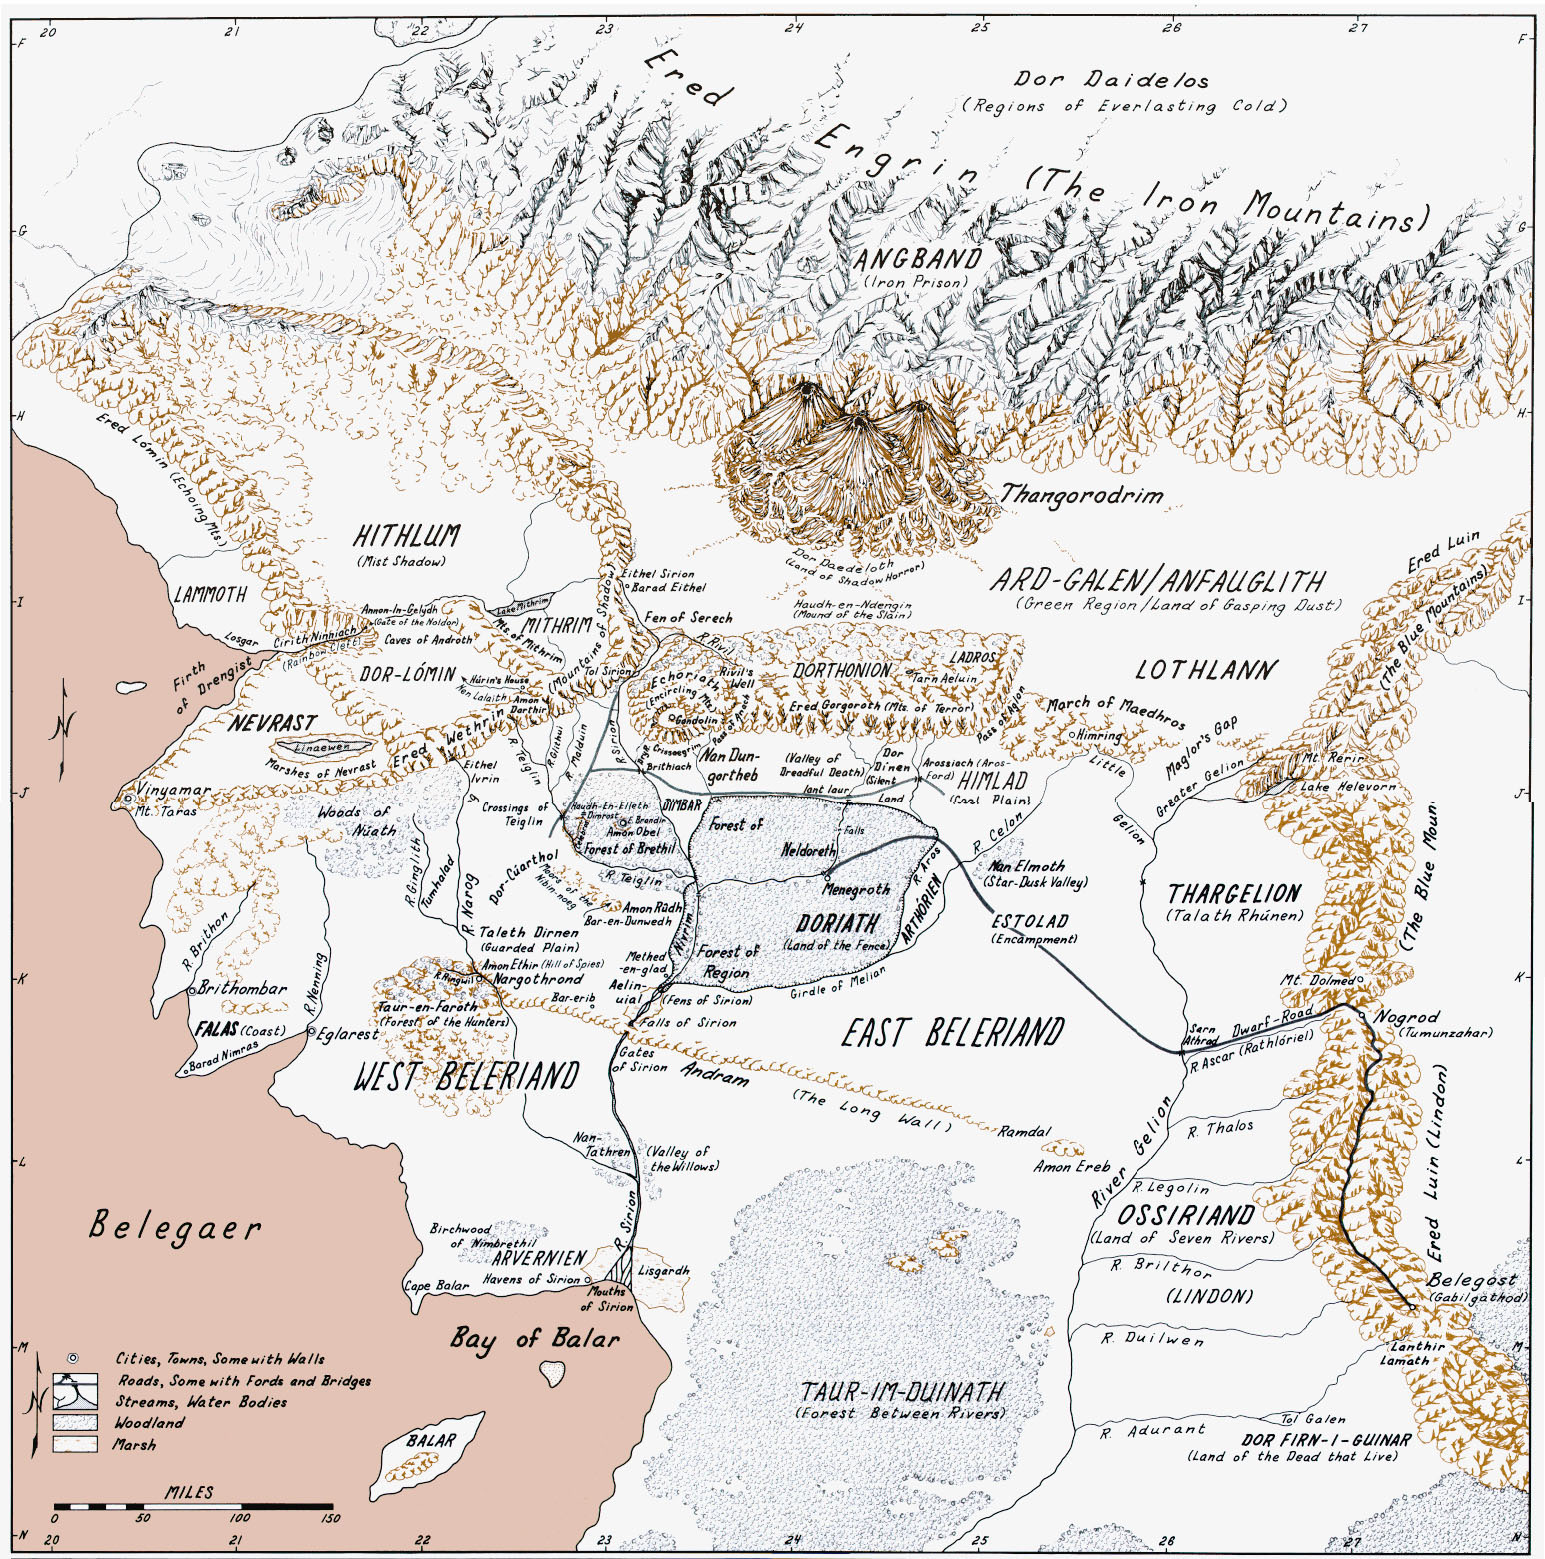 20 21 22 23 24 25 26 27
F F
Ered
Engrin (The Iron Mountains)
Dor Daidelos
(Regions of Everlasting Cold)
G G
ANGBAND
(Iron Prison)
H H
Ered Lómin (Echoing Mts.)
Thangorodrim
HITHLUM
(Mist Shadow)
Dor Daedeloth
(Land of Shadow Horror)
Ered Luin
(The Blue Mountains)
Eithel Sirion
Barad Eithel
ARD-GALEN/ANFAUGLITH
(Green Region/Land of Gasping Dust)
LAMMOTH
I I
Lake Mithrim
Haudh-en-Ndengin
(Mound of the Slain)
Annon-In-Gelydh
(Gate of the Noldor)
Mts. of Mithrim
MITHRIM
(Mountains of Shadow)
Fen of Serech
Losgar
Cirith Ninniach
(Rainbow Cleft)
Caves of Androth
R. Rivil
Firth
of Drengist
DOR-LÓMIN
Húrin's House
Nen Lalaith
Amon
Darthir
Tol Sirion
Echoriath
(Encircling Mts.)
Rivil's
Well
DORTHONION
LADROS
Tarn Aeluin
LOTHLANN
Gondolin
Pass of Anach
Ered Gorgoroth (Mts. of Terror)
Pass of Aglon
March of Maedhros
NEVRAST
Linaewen
Marshes of Nevrast
Ered Wethrin
R. Teiglin
R. Glithui
R. Malduin
R. Sirion
Crissaegrim
Brithiach
Nan Dun-
gortheb
(Valley of
Dreadful Death)
Dor
Dínen
(Silent
Land
Iant Iaur
Arossiach (Aros-
Ford)
HIMLAD
(Cool Plain)
Himring
Maglor's Gap
Little
Greater Gelion
Gelion
Mt. Rerir
Lake Helevorn
Eithel
Ivrin
Vinyamar
Mt. Taras
J J
Woods of
Núath
Crossings of
Teiglin
Haudh-en-Elleth
Dimrost
E. Brandir
Amon Obel
Forest of Brethil
DIMBAR
Forest of
Neldoreth
Falls
R. Celon
R. Ginglith
Tumhalad
R. Narog
Dor-Cúarthol
Moors of the
Nibin-noeg
R. Teiglin
Menegroth
R. Aros
Nan Elmoth
(Star-Dusk Valley)
THARGELION
(Talath Rhúnen)
(The Blue Moun.
Amon Rûdh
Bar-en-Dunwedh
Nivrim
DORIATH
(Land of the Fence)
ARTHÓRIEN
ESTOLAD
(Encampment)
R. Brithon
Taleth Dirnen
(Guarded Plain)
Forest of
Region
Methed
-en-glad
R. Nenning
Amon Ethir (Hill of Spies)
R. Ringwil
Nargothrond
K K
Aelin-
uial
(Fens of Sirion)
Girdle of Melian
Mt. Dolmed
Brithombar
Taur-en-Faroth
(Forest of the Hunters)
Bar-erib
Falls of Sirion
FALAS (Coast)
Eglarest
EAST BELERIAND
Sarn
Athrad
Dwarf-Road
R. Ascar (Rathlóriel)
Nogrod
(Tumunzahar)
Barad Nimras
WEST BELERIAND
Gates
of Sirion
Andram
(The Long Wall)
Ramdal
Amon Ereb
River Gelion
R. Thalos
Ered Luin (Lindon)
Nan-
Tathren
(Valley of
the Willows)
L L
R. Legolin
Belegaer
R. Sirion
OSSIRIAND
(Land of Seven Rivers)
Birchwood
of Nimbrethil
ARVERNIEN
Lisgardh
R. Brilthor
Cape Balar
Havens of Sirion
Mouths
of Sirion
(LINDON)
Belegost
(Gabilgathod)
Bay of Balar
R. Duilwen
Lanthir
Lamath
M M
Cities, Towns, Some with Walls
Roads, Some with Fords and Bridges
Streams, Water Bodies
Woodland
Marsh
TAUR-IM-DUINATH
(Forest Between Rivers)
BALAR
R. Adurant
Tol Galen
DOR FIRN-I-GUINAR
(Land of the Dead that Live)
MILES
0 50 100 150
N N
20 21 22 23 24 25 26 27